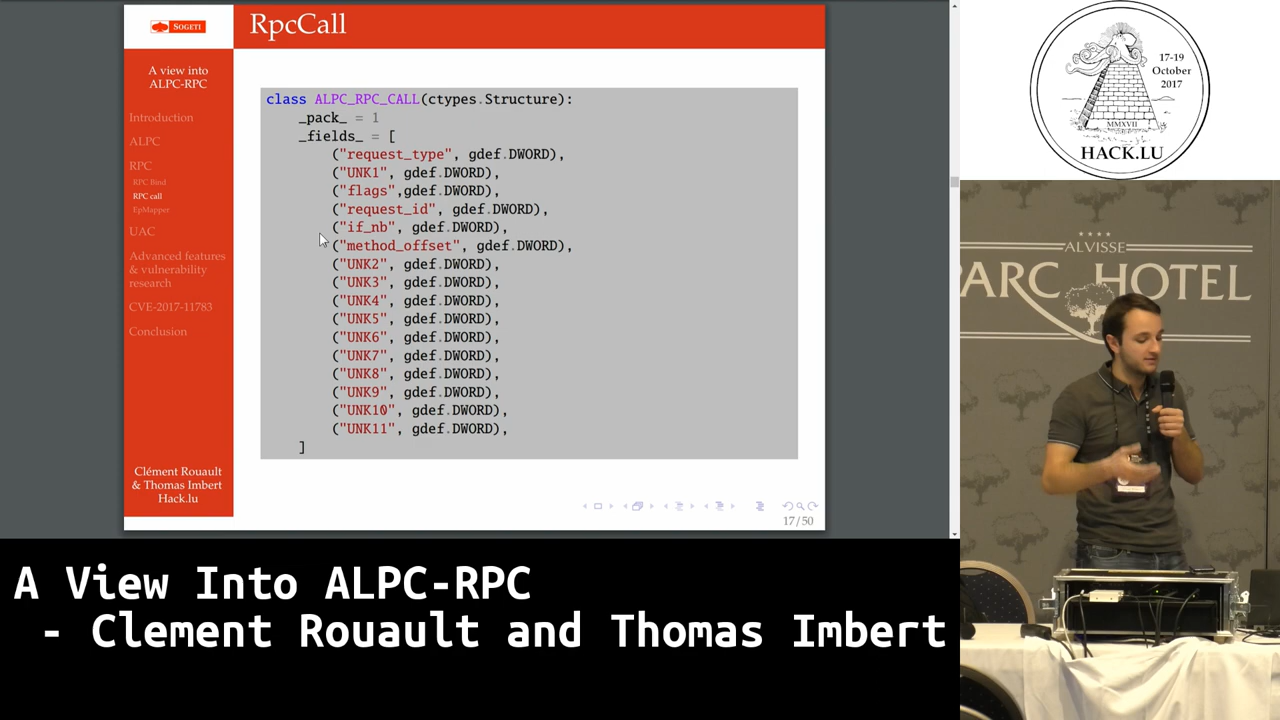 SOGETI
RpcCall
A view into
ALPC-RPC
Introduction
ALPC
RPC
RPC Bind
RPC call
EpMapper
UAC
Advanced features
& vulnerability
research
CVE-2017-11783
Conclusion
Clément Rouault
& Thomas Imbert
Hack.lu
class ALPC_RPC_CALL(ctypes.Structure):
_pack_ = 1
_fields_ = [
("request_type", gdef.DWORD),
("UNK1", gdef.DWORD),
("flags",gdef.DWORD),
("request_id", gdef.DWORD),
("if_nb", gdef.DWORD),
("method_offset", gdef.DWORD),
("UNK2", gdef.DWORD),
("UNK3", gdef.DWORD),
("UNK4", gdef.DWORD),
("UNK5", gdef.DWORD),
("UNK6", gdef.DWORD),
("UNK7", gdef.DWORD),
("UNK8", gdef.DWORD),
("UNK9", gdef.DWORD),
("UNK10", gdef.DWORD),
("UNK11", gdef.DWORD),
]
17/50
17-19
October
2017
MMXVII
HACK.LU
ALVISSE
PARC HOTEL
A View Into ALPC-RPC
- Clement Rouault and Thomas Imbert